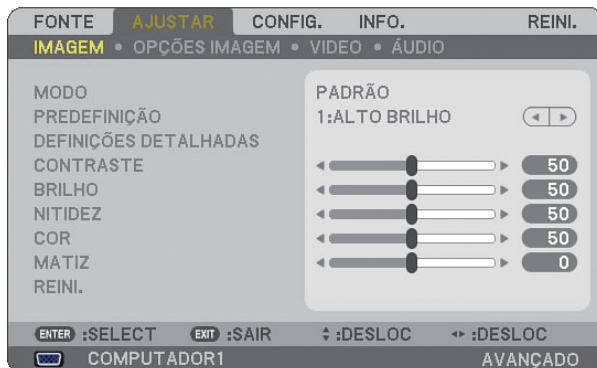 FONTE AJUSTAR CONFIG. INFO. REINI.
IMAGEM • OPÇÕES IMAGEM • VIDEO • ÁUDIO
MODO PADRÃO
PREDEFINIÇÃO 1:ALTO BRILHO
DEFINIÇÕES DETALHADAS
CONTRASTE 50
BRILHO 50
NITIDEZ 50
COR 50
MATIZ 0
REINI.
ENTER :SELECT EXIT :SAIR :DESLOC :DESLOC
COMPUTADOR1 AVANÇADO